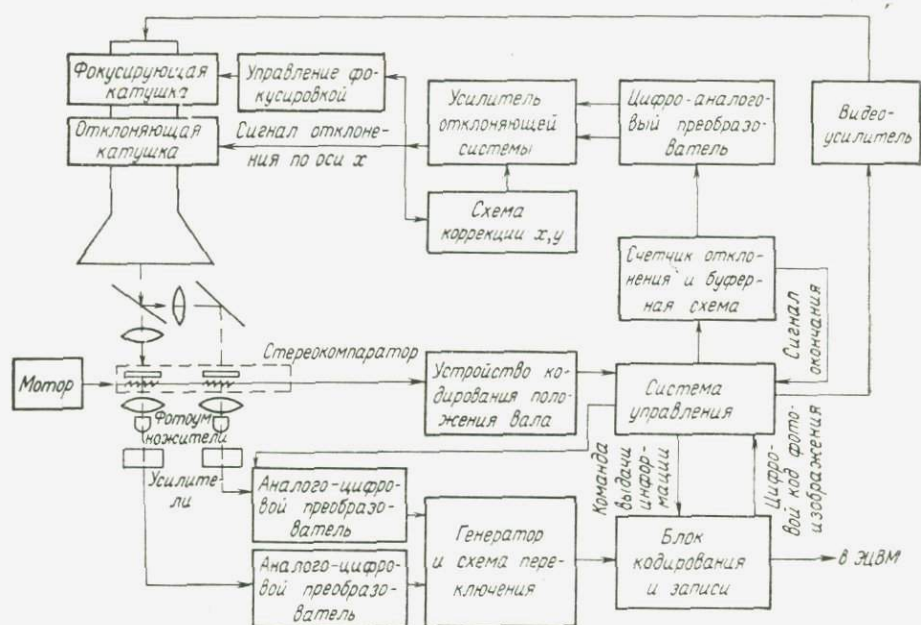 Фокусирующая
катушка
Управление фо-
кусировкой
Усилитель
отклоняющей
системы
Цифро-аналого-
вый преобразо-
ватель
Видео-
усилитель
Отклоняющая
катушка
Сигнал отклоне-
ния по оси x
Схема
коррекции x,y
Счетчик откло-
нения и буфер-
ная схема
Сигнал
окончания
Стереокомпаратор
Мотор
Устройство ко-
дирования поло-
жения вала
Система
управления
Фотоум-
ножители
Усилите-
ли
Аналого-цифро-
вой преобразо-
ватель
Команда
выдачи
инфор-
мации
Цифро-
вой код фото-
изображения
Аналого-цифро-
вой преобразо-
ватель
Генератор
и схема пере-
ключения
Блок
кодирования
и записи
в ЭЦВМ